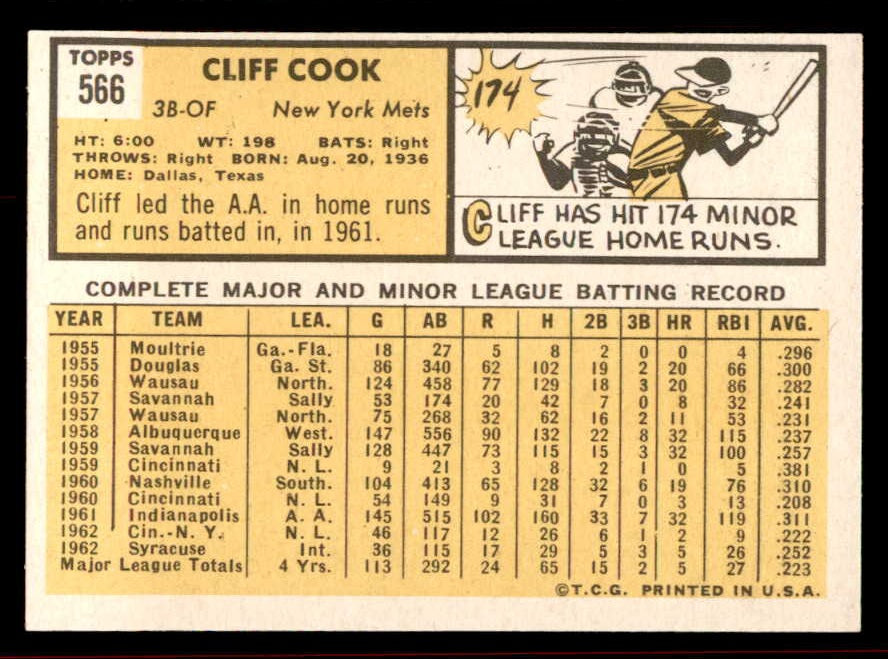 TOPPS
566
CLIFF COOK
3B-OF New York Mets
HT: 6:00 WT: 198 BATS: Right
THROWS: Right BORN: Aug. 20, 1936
HOME: Dallas, Texas
Cliff led the A.A. in home runs
and runs batted in, in 1961.
174
CLIFF HAS HIT 174 MINOR
LEAGUE HOME RUNS.
COMPLETE MAJOR AND MINOR LEAGUE BATTING RECORD
YEAR TEAM LEA. G AB R H 2B 3B HR RBI AVG.
1955 Moultrie Ga.-Fla. 18 27 5 8 2 0 0 4 .296
1955 Douglas Ga. St. 86 340 62 102 19 2 20 66 .300
1956 Wausau North. 124 458 77 129 18 3 20 86 .282
1957 Savannah Sally 53 174 20 42 7 0 8 32 .241
1957 Wausau North. 75 268 32 62 16 2 11 53 .231
1958 Albuquerque West. 147 556 90 132 22 8 32 115 .237
1959 Savannah Sally 128 447 73 115 15 3 32 100 .257
1959 Cincinnati N. L. 9 21 3 8 2 1 0 5 .381
1960 Nashville South. 104 413 65 128 32 6 19 76 .310
1960 Cincinnati N. L. 54 149 9 31 7 0 3 13 .208
1961 Indianapolis A. A. 145 515 102 160 33 7 32 119 .311
1962 Cin.-N. Y. N. L. 46 117 12 26 6 1 2 9 .222
1962 Syracuse Int. 36 115 17 29 5 3 5 26 .252
Major League Totals 4 Yrs. 113 292 24 65 15 2 5 27 .223
©T.C.G. PRINTED IN U.S.A.